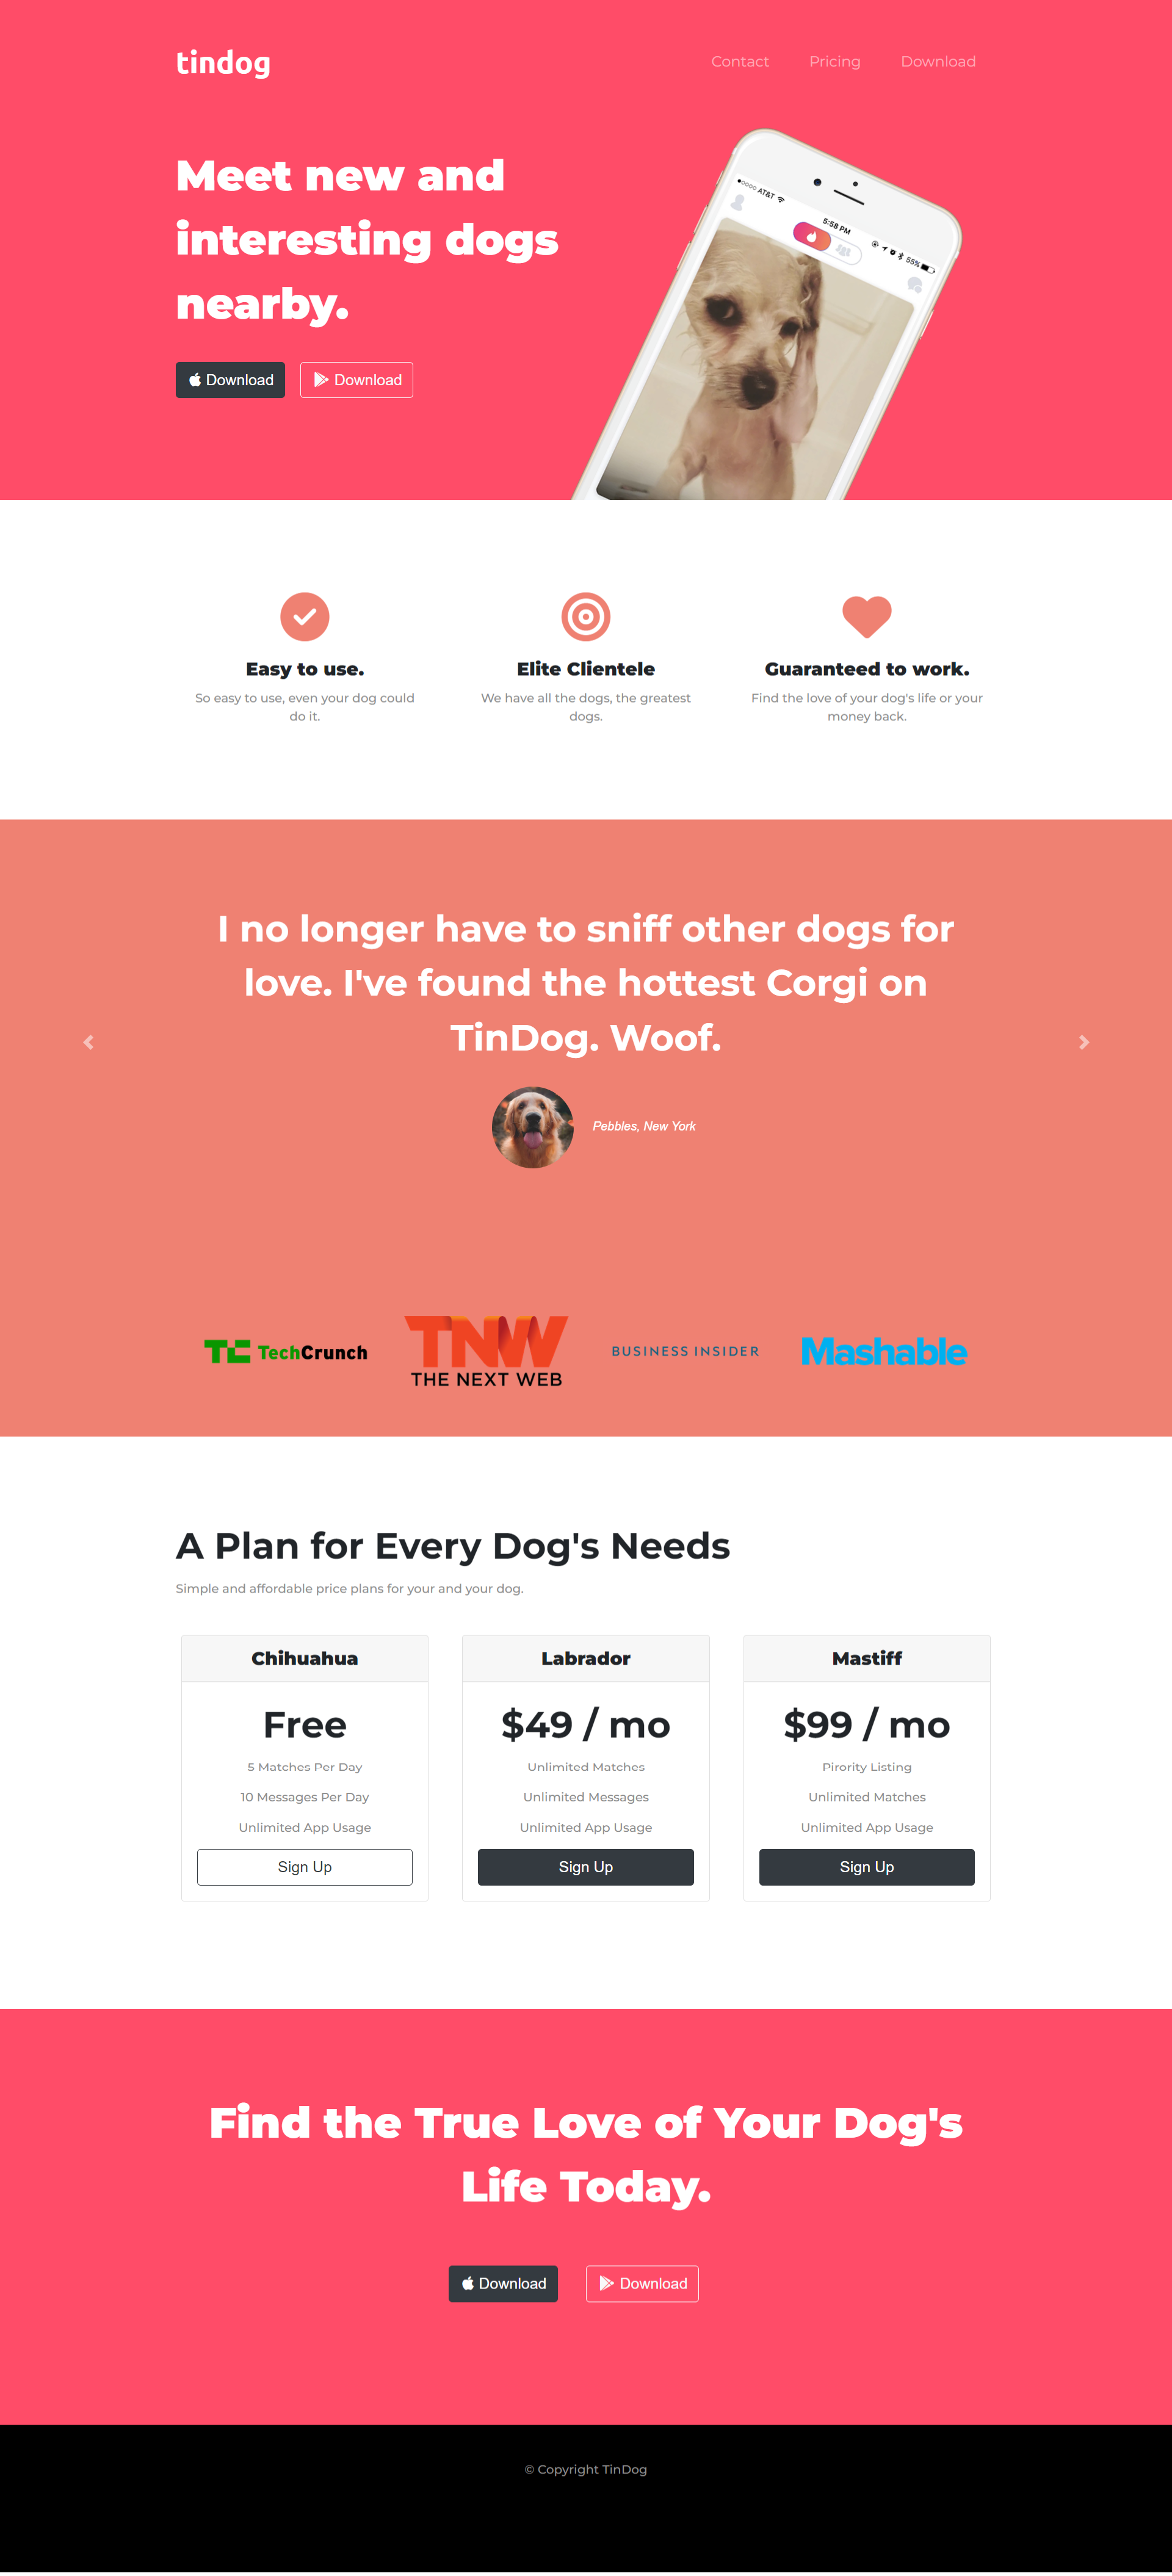 tindog
Contact Pricing Download
Meet new and
interesting dogs
nearby.
Download Download
AT&T 5:58 PM 55%
Easy to use.
So easy to use, even your dog could
do it.
Elite Clientele
We have all the dogs, the greatest
dogs.
Guaranteed to work.
Find the love of your dog's life or your
money back.
I no longer have to sniff other dogs for
love. I've found the hottest Corgi on
TinDog. Woof.
Pebbles, New York
TC TechCrunch
TNW
THE NEXT WEB
BUSINESS INSIDER
Mashable
A Plan for Every Dog's Needs
Simple and affordable price plans for your and your dog.
Chihuahua
Free
5 Matches Per Day
10 Messages Per Day
Unlimited App Usage
Sign Up
Labrador
$49 / mo
Unlimited Matches
Unlimited Messages
Unlimited App Usage
Sign Up
Mastiff
$99 / mo
Pirority Listing
Unlimited Matches
Unlimited App Usage
Sign Up
Find the True Love of Your Dog's
Life Today.
Download Download
© Copyright TinDog